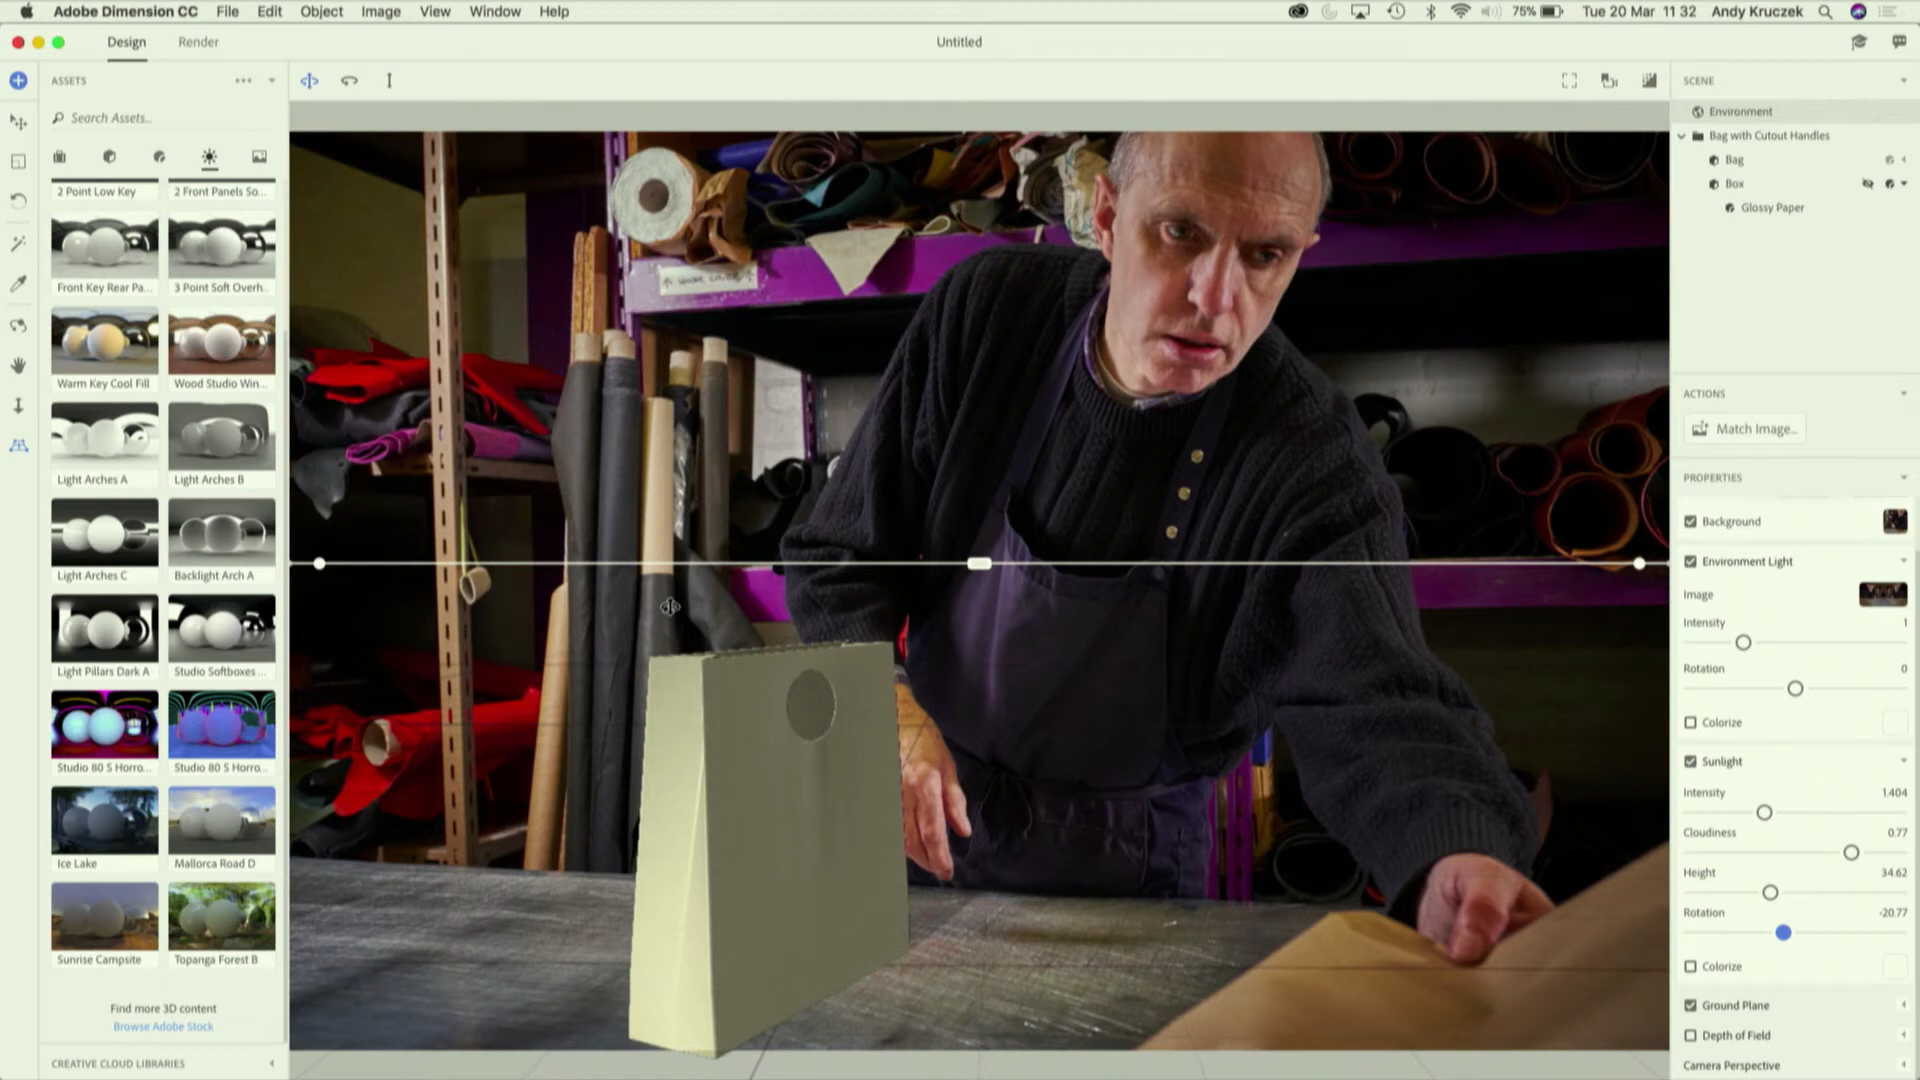 Adobe Dimension CC File Edit Object Image View Window Help 75% Tue 20 Mar 11 32 Andy Kruczek
Design Render Untitled
ASSETS
Search Assets...
2 Point Low Key 2 Front Panels So...
Front Key Rear Pa... 3 Point Soft Overh..
Warm Key Cool Fill Wood Studio Win...
Light Arches A Light Arches B
Light Arches C Backlight Arch A
Light Pillars Dark A Studio Softboxes ...
Studio 80 S Horro... Studio 80 S Horro...
Ice Lake Mallorca Road D
Sunrise Campsite Topanga Forest B
Find more 3D content
Browse Adobe Stock
CREATIVE CLOUD LIBRARIES
SCENE
Environment
Bag with Cutout Handles
Bag
Box
Glossy Paper
ACTIONS
Match Image...
PROPERTIES
Background
Environment Light
Image
Intensity 1
Rotation 0
Colorize
Sunlight
Intensity 1.404
Cloudiness 0.77
Height 34.62
Rotation -20.77
Colorize
Ground Plane
Depth of Field
Camera Perspective